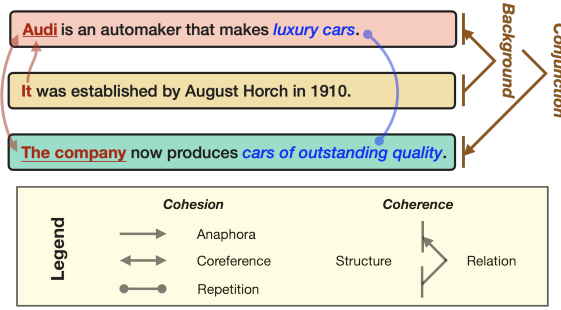 Audi is an automaker that makes luxury cars.
It was established by August Horch in 1910.
The company now produces cars of outstanding quality.
Background
Conjunction
Legend
Cohesion
Anaphora
Coreference
Repetition
Coherence
Structure
Relation